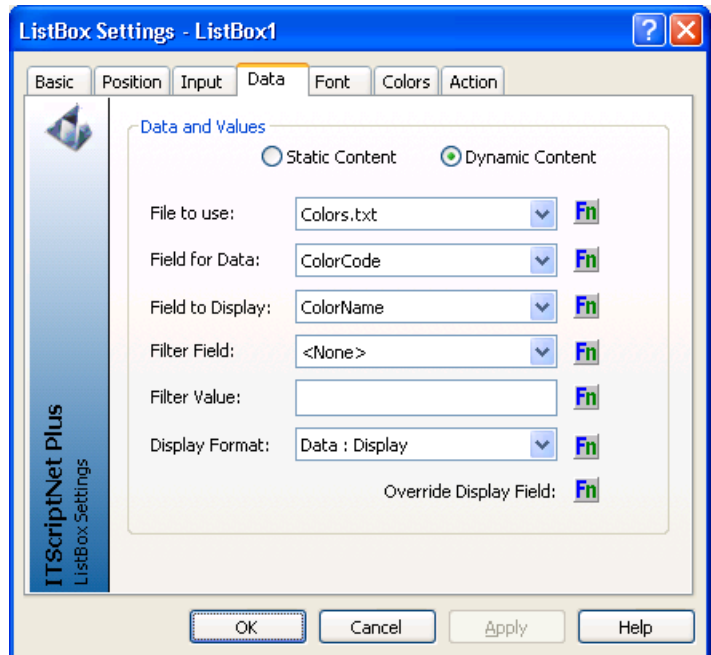 ListBox Settings - ListBox1
Basic Position Input Data Font Colors Action
Data and Values
Static Content Dynamic Content
File to use: Colors.txt Fn
Field for Data: ColorCode Fn
Field to Display: ColorName Fn
Filter Field: <None> Fn
Filter Value: Fn
Display Format: Data : Display Fn
Override Display Field: Fn
ITScriptNet Plus
ListBox Settings
OK Cancel Apply Help